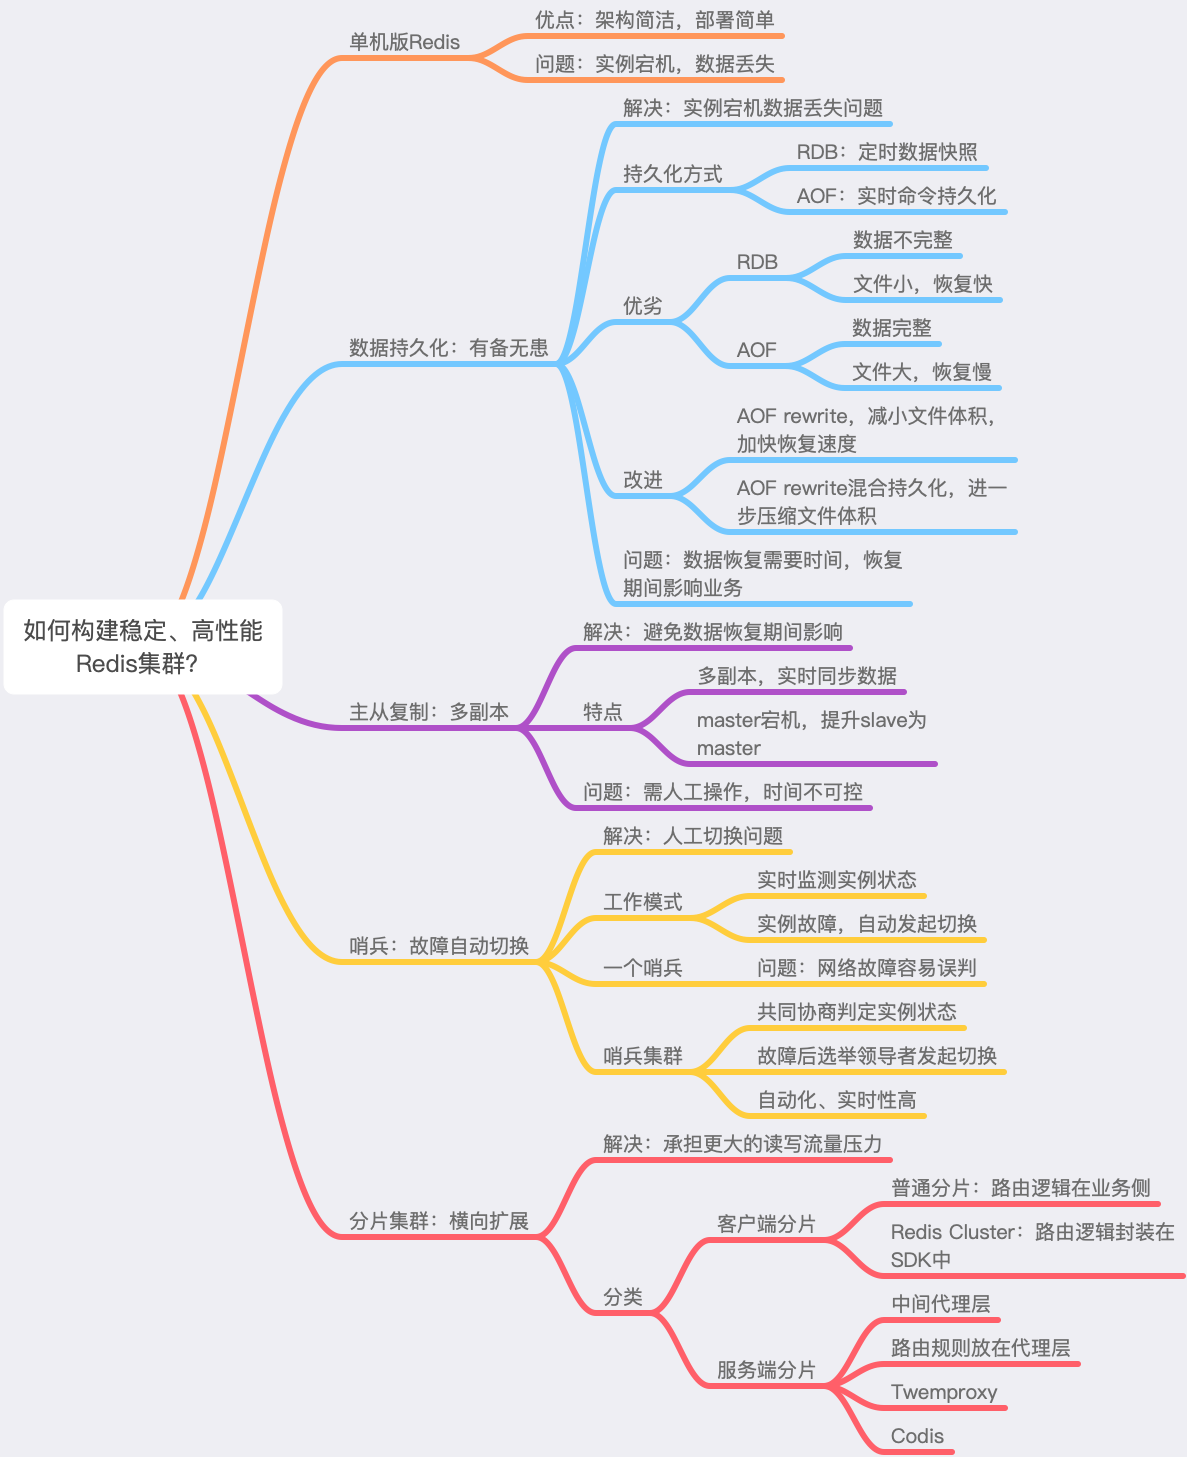 如何构建稳定、高性能
Redis集群？
单机版Redis
优点：架构简洁，部署简单
问题：实例宕机，数据丢失
数据持久化：有备无患
解决：实例宕机数据丢失问题
持久化方式
RDB：定时数据快照
AOF：实时命令持久化
优劣
RDB
数据不完整
文件小，恢复快
AOF
数据完整
文件大，恢复慢
改进
AOF rewrite，减小文件体积，
加快恢复速度
AOF rewrite混合持久化，进一
步压缩文件体积
问题：数据恢复需要时间，恢复
期间影响业务
主从复制：多副本
解决：避免数据恢复期间影响
特点
多副本，实时同步数据
master宕机，提升slave为
master
问题：需人工操作，时间不可控
哨兵：故障自动切换
解决：人工切换问题
工作模式
实时监测实例状态
实例故障，自动发起切换
一个哨兵
问题：网络故障容易误判
哨兵集群
共同协商判定实例状态
故障后选举领导者发起切换
自动化、实时性高
分片集群：横向扩展
解决：承担更大的读写流量压力
分类
客户端分片
普通分片：路由逻辑在业务侧
Redis Cluster：路由逻辑封装在
SDK中
服务端分片
中间代理层
路由规则放在代理层
Twemproxy
Codis